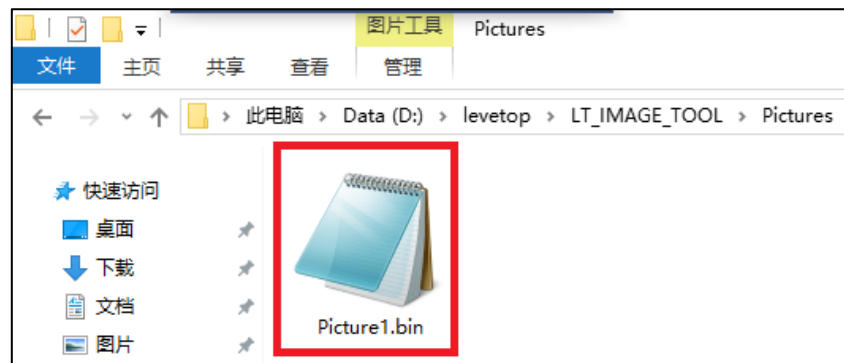 图片工具 Pictures
文件 主页 共享 查看 管理
此电脑 > Data (D:) > levetop > LT_IMAGE_TOOL > Pictures
快速访问
桌面
下载
文档
图片
Picture1.bin